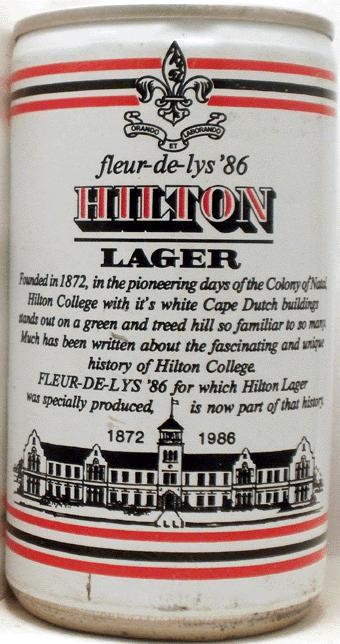 ORANDO ET LABORANDO
fleur-de-lys '86
HILTON
LAGER
Founded in 1872, in the pioneering days of the Colony of Natal
Hilton College with it's white Cape Dutch buildings
stands out on a green and treed hill so familiar to so many.
Much has been written about the fascinating and unique
history of Hilton College.
FLEUR-DE-LYS '86 for which Hilton Lager
was specially produced, is now part of that history.
1872 1986